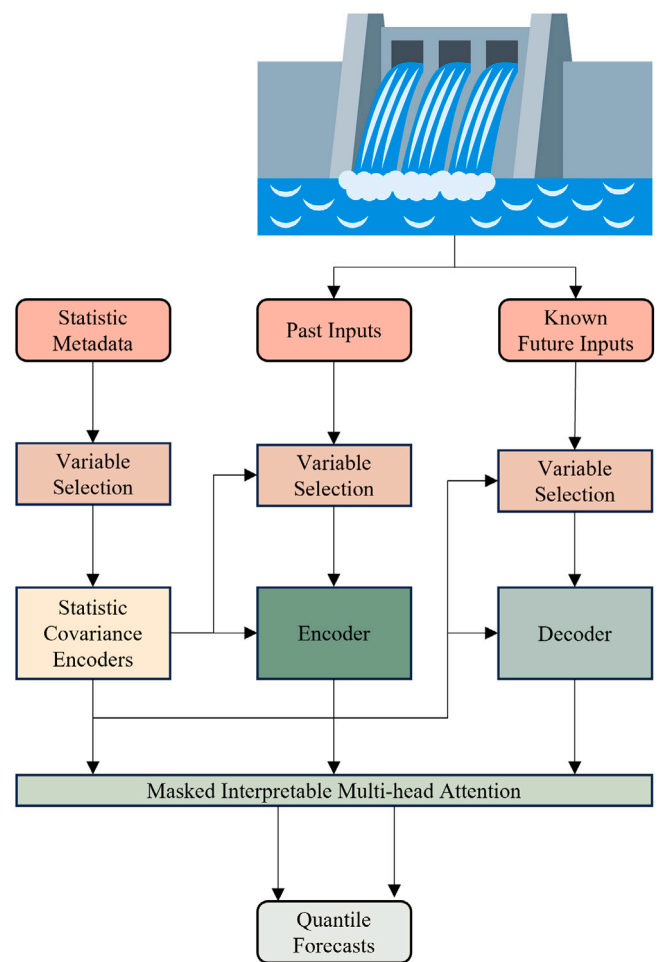 Statistic
Metadata
Past Inputs
Known
Future Inputs
Variable
Selection
Variable
Selection
Variable
Selection
Statistic
Covariance
Encoders
Encoder
Decoder
Masked Interpretable Multi-head Attention
Quantile
Forecasts